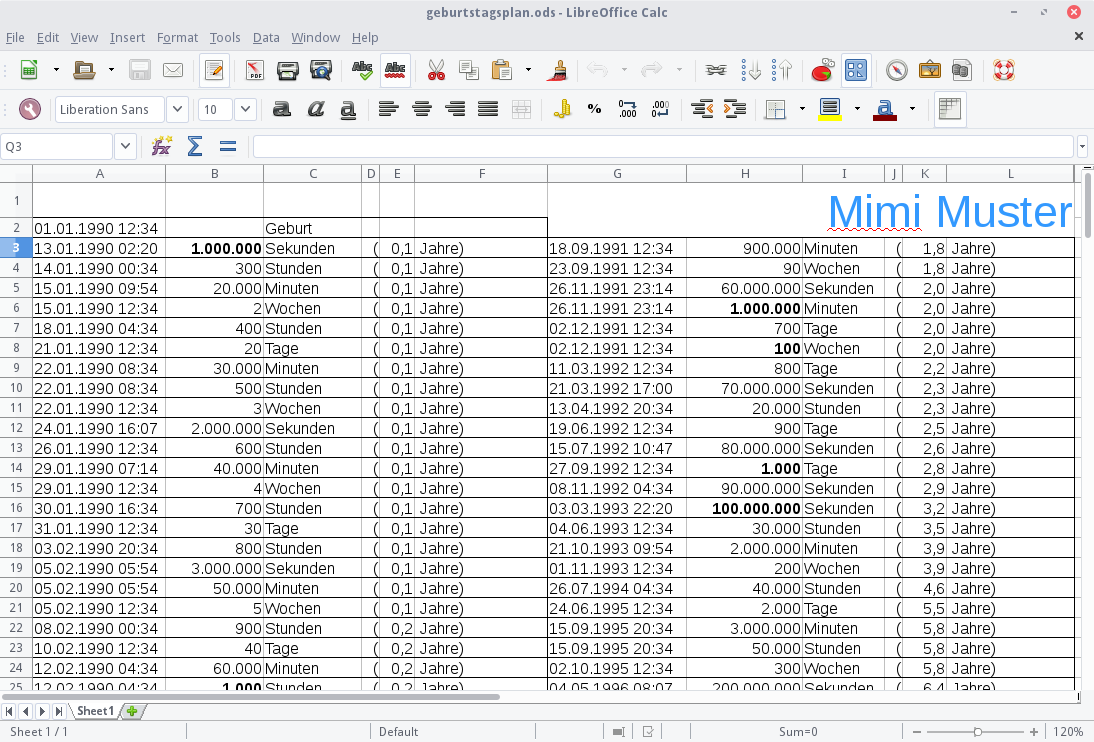 geburtstagsplan.ods - LibreOffice Calc
File Edit View Insert Format Tools Data Window Help
Liberation Sans 10
Q3
A B C D E F G H I J K L
1 Mimi Muster
2 01.01.1990 12:34 Geburt
3 13.01.1990 02:20 1.000.000 Sekunden ( 0,1 Jahre) 18.09.1991 12:34 900.000 Minuten ( 1,8 Jahre)
4 14.01.1990 00:34 300 Stunden ( 0,1 Jahre) 23.09.1991 12:34 90 Wochen ( 1,8 Jahre)
5 15.01.1990 09:54 20.000 Minuten ( 0,1 Jahre) 26.11.1991 23:14 60.000.000 Sekunden ( 2,0 Jahre)
6 15.01.1990 12:34 2 Wochen ( 0,1 Jahre) 26.11.1991 23:14 1.000.000 Minuten ( 2,0 Jahre)
7 18.01.1990 04:34 400 Stunden ( 0,1 Jahre) 02.12.1991 12:34 700 Tage ( 2,0 Jahre)
8 21.01.1990 12:34 20 Tage ( 0,1 Jahre) 02.12.1991 12:34 100 Wochen ( 2,0 Jahre)
9 22.01.1990 08:34 30.000 Minuten ( 0,1 Jahre) 11.03.1992 12:34 800 Tage ( 2,2 Jahre)
10 22.01.1990 08:34 500 Stunden ( 0,1 Jahre) 21.03.1992 17:00 70.000.000 Sekunden ( 2,3 Jahre)
11 22.01.1990 12:34 3 Wochen ( 0,1 Jahre) 13.04.1992 20:34 20.000 Stunden ( 2,3 Jahre)
12 24.01.1990 16:07 2.000.000 Sekunden ( 0,1 Jahre) 19.06.1992 12:34 900 Tage ( 2,5 Jahre)
13 26.01.1990 12:34 600 Stunden ( 0,1 Jahre) 15.07.1992 10:47 80.000.000 Sekunden ( 2,6 Jahre)
14 29.01.1990 07:14 40.000 Minuten ( 0,1 Jahre) 27.09.1992 12:34 1.000 Tage ( 2,8 Jahre)
15 29.01.1990 12:34 4 Wochen ( 0,1 Jahre) 08.11.1992 04:34 90.000.000 Sekunden ( 2,9 Jahre)
16 30.01.1990 16:34 700 Stunden ( 0,1 Jahre) 03.03.1993 22:20 100.000.000 Sekunden ( 3,2 Jahre)
17 31.01.1990 12:34 30 Tage ( 0,1 Jahre) 04.06.1993 12:34 30.000 Stunden ( 3,5 Jahre)
18 03.02.1990 20:34 800 Stunden ( 0,1 Jahre) 21.10.1993 09:54 2.000.000 Minuten ( 3,9 Jahre)
19 05.02.1990 05:54 3.000.000 Sekunden ( 0,1 Jahre) 01.11.1993 12:34 200 Wochen ( 3,9 Jahre)
20 05.02.1990 05:54 50.000 Minuten ( 0,1 Jahre) 26.07.1994 04:34 40.000 Stunden ( 4,6 Jahre)
21 05.02.1990 12:34 5 Wochen ( 0,1 Jahre) 24.06.1995 12:34 2.000 Tage ( 5,5 Jahre)
22 08.02.1990 00:34 900 Stunden ( 0,2 Jahre) 15.09.1995 20:34 3.000.000 Minuten ( 5,8 Jahre)
23 10.02.1990 12:34 40 Tage ( 0,2 Jahre) 15.09.1995 20:34 50.000 Stunden ( 5,8 Jahre)
24 12.02.1990 04:34 60.000 Minuten ( 0,2 Jahre) 02.10.1995 12:34 300 Wochen ( 5,8 Jahre)
25 12.02.1990 04:34 1.000 Stunden ( 0,2 Jahre) 04.05.1996 08:07 200.000.000 Sekunden ( 6,4 Jahre)
Sheet1
Sheet 1 / 1 Default Sum=0 120%